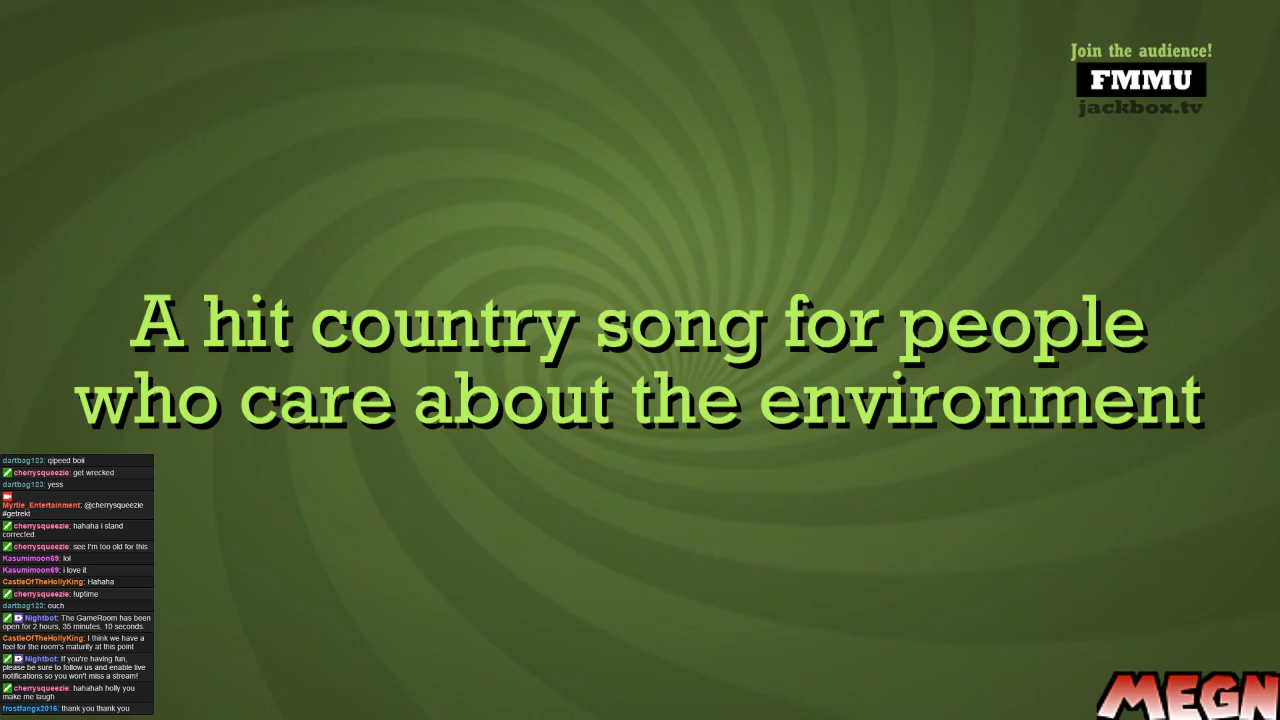 Join the audience!
FMMU
jackbox.tv
A hit country song for people
who care about the environment
dartbag123: qipeed boii
cherrysqueezie: get wrecked
dartbag123: yess
Myrtle_Entertainment: @cherrysqueezie
#getrekt
cherrysqueezie: hahaha i stand
corrected.
cherrysqueezie: see I'm too old for this
Kasumimoon69: lol
Kasumimoon69: i love it
CastleOfTheHollyKing: Hahaha
cherrysqueezie: !uptime
dartbag123: ouch
Nightbot: The GameRoom has been
open for 2 hours, 35 minutes, 10 seconds.
CastleOfTheHollyKing: I think we have a
feel for the room's maturity at this point
Nightbot: If you're having fun,
please be sure to follow us and enable live
notifications so you won't miss a stream!
cherrysqueezie: hahahah holly you
make me laugh
frostfangx2016: thank you thank you
MEGN